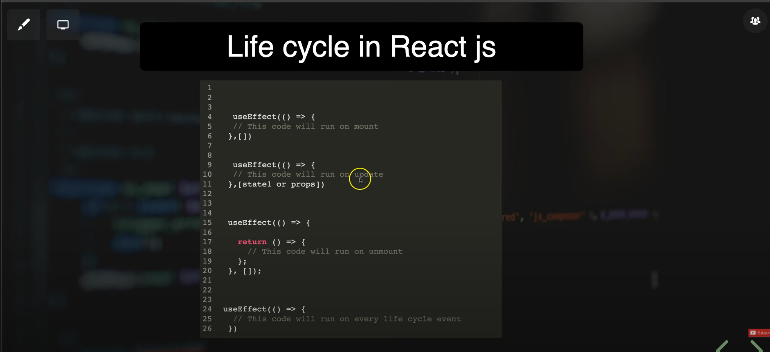 Life cycle in React js
1
2
3
4 useEffect(() => {
5 // This code will run on mount
6 },[])
7
8
9 useEffect(() => {
10 // This code will run on update
11 },[state1 or props])
12
13
14
15 useEffect(() => {
16
17 return () => {
18 // This code will run on unmount
19 };
20 }, []);
21
22
23
24 useEffect(() => {
25 // This code will run on every life cycle event
26 })